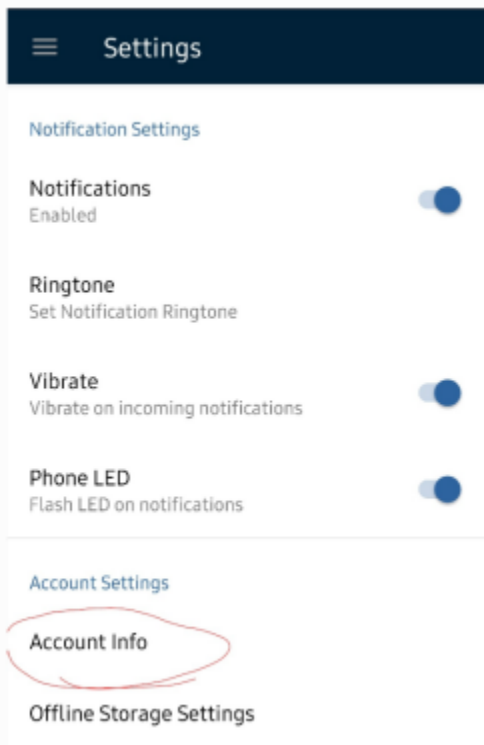 Settings
Notification Settings
Notifications
Enabled
Ringtone
Set Notification Ringtone
Vibrate
Vibrate on incoming notifications
Phone LED
Flash LED on notifications
Account Settings
Account Info
Offline Storage Settings